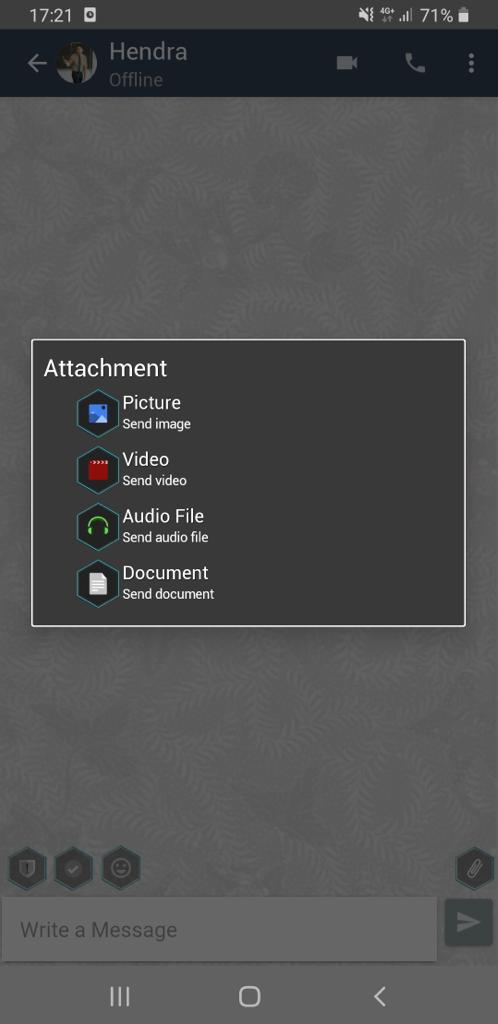 17:21
4G+
71%
Hendra
Offline
Attachment
Picture
Send image
Video
Send video
Audio File
Send audio file
Document
Send document
Write a Message